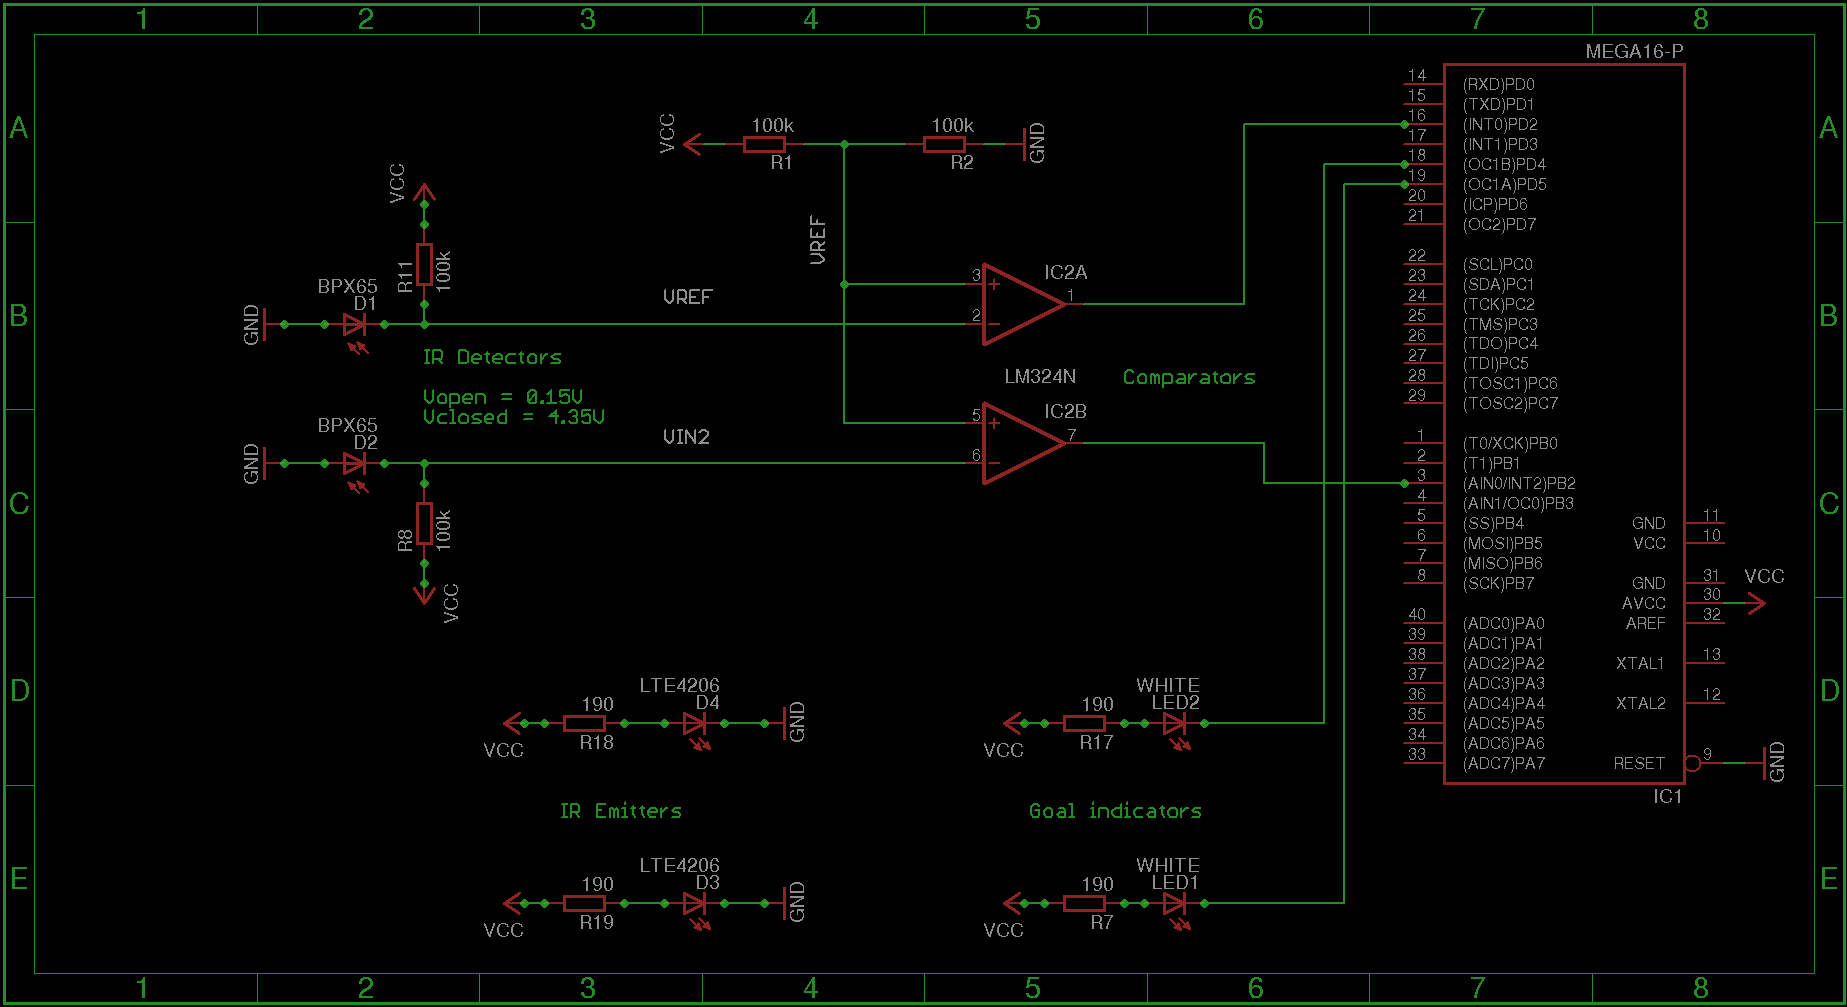 1 2 3 4 5 6 7 8
A A
B B
C C
D D
E E
VCC
100k
R1
100k
R2
GND
VREF
VCC
R11
100k
BPX65
D1
GND
VREF
IR Detectors
Vopen = 0.15V
Vclosed = 4.35V
BPX65
D2
GND
VIN2
R8
100k
VCC
3
2
+
-
1
IC2A
LM324N
Comparators
5
6
+
-
7
IC2B
LTE4206
D4
190
R18
VCC
GND
IR Emitters
LTE4206
D3
190
R19
VCC
GND
WHITE
LED2
190
R17
VCC
Goal indicators
WHITE
LED1
190
R7
VCC
MEGA16-P
14 (RXD)PD0
15 (TXD)PD1
16 (INT0)PD2
17 (INT1)PD3
18 (OC1B)PD4
19 (OC1A)PD5
20 (ICP)PD6
21 (OC2)PD7
22 (SCL)PC0
23 (SDA)PC1
24 (TCK)PC2
25 (TMS)PC3
26 (TDO)PC4
27 (TDI)PC5
28 (TOSC1)PC6
29 (TOSC2)PC7
1 (T0/XCK)PB0
2 (T1)PB1
3 (AIN0/INT2)PB2
4 (AIN1/OC0)PB3
5 (SS)PB4
6 (MOSI)PB5
7 (MISO)PB6
8 (SCK)PB7
40 (ADC0)PA0
39 (ADC1)PA1
38 (ADC2)PA2
37 (ADC3)PA3
36 (ADC4)PA4
35 (ADC5)PA5
34 (ADC6)PA6
33 (ADC7)PA7
GND 11
VCC 10
GND 31
AVCC 30
VCC
AREF 32
XTAL1 13
XTAL2 12
RESET 9
GND
IC1
1 2 3 4 5 6 7 8